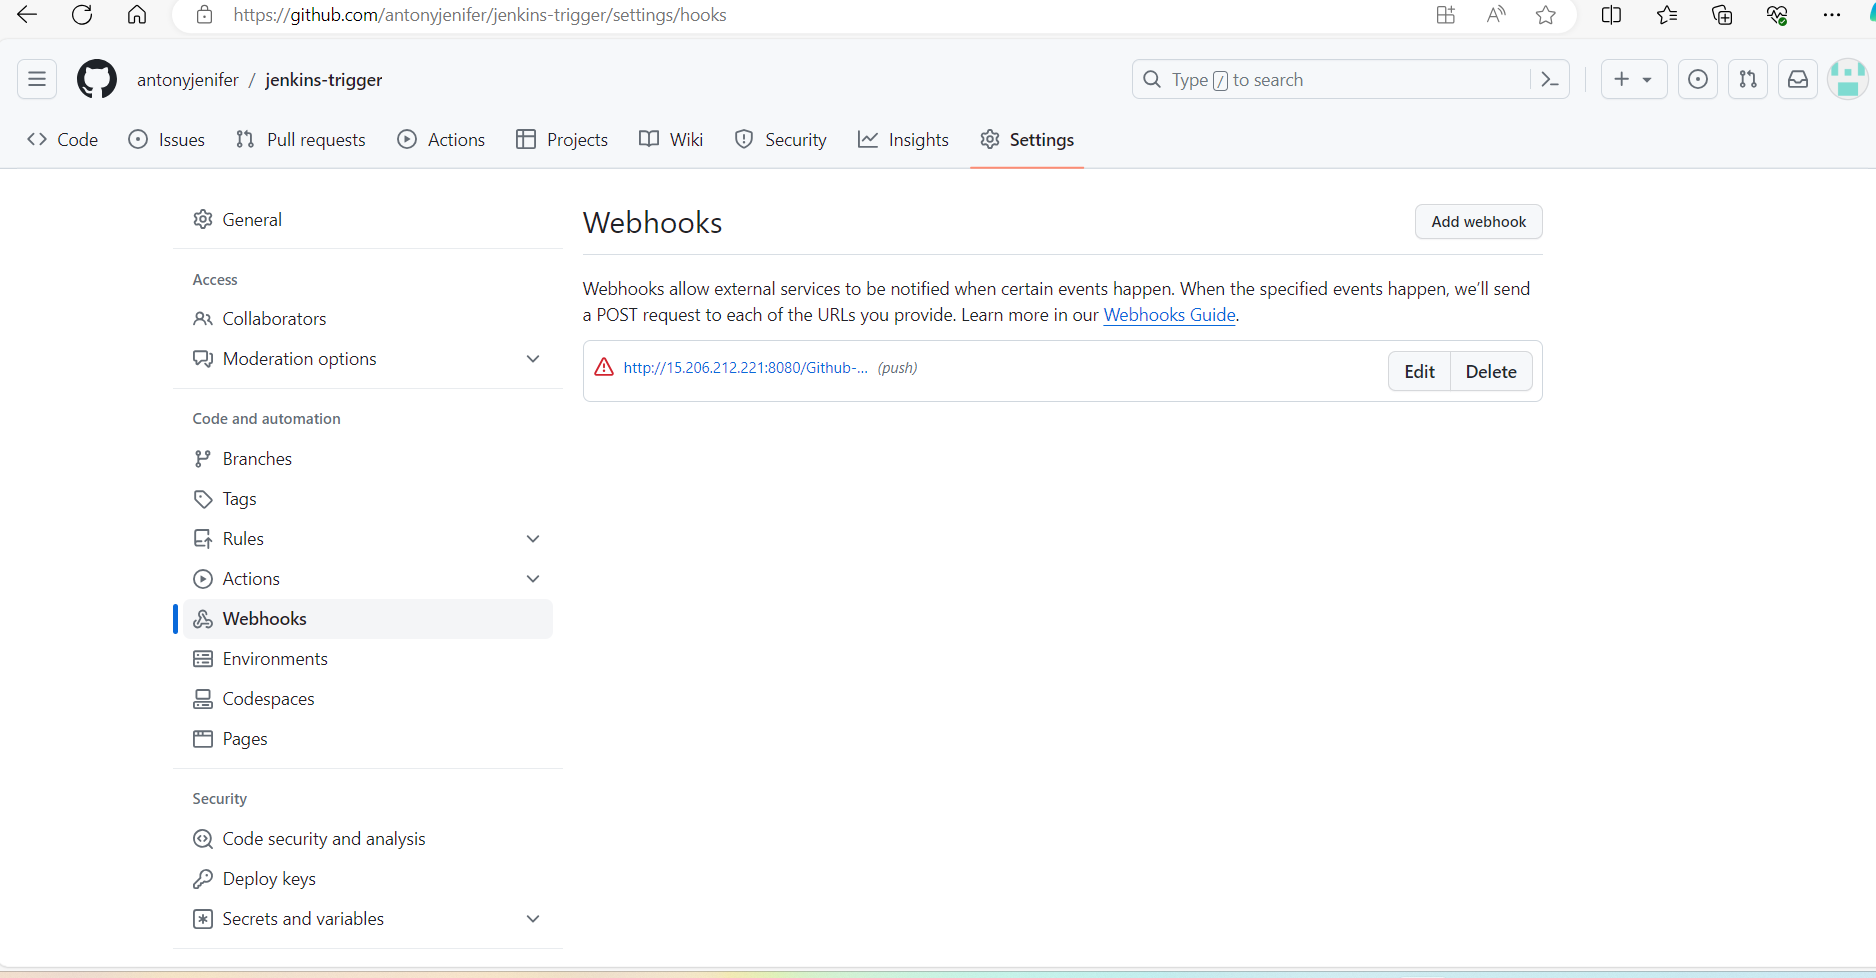 https://github.com/antonyjenifer/jenkins-trigger/settings/hooks
antonyjenifer / jenkins-trigger
Type / to search
Code Issues Pull requests Actions Projects Wiki Security Insights Settings
General
Access
Collaborators
Moderation options
Code and automation
Branches
Tags
Rules
Actions
Webhooks
Environments
Codespaces
Pages
Security
Code security and analysis
Deploy keys
Secrets and variables
Webhooks
Add webhook
Webhooks allow external services to be notified when certain events happen. When the specified events happen, we’ll send
a POST request to each of the URLs you provide. Learn more in our Webhooks Guide.
http://15.206.212.221:8080/Github-... (push)
Edit Delete